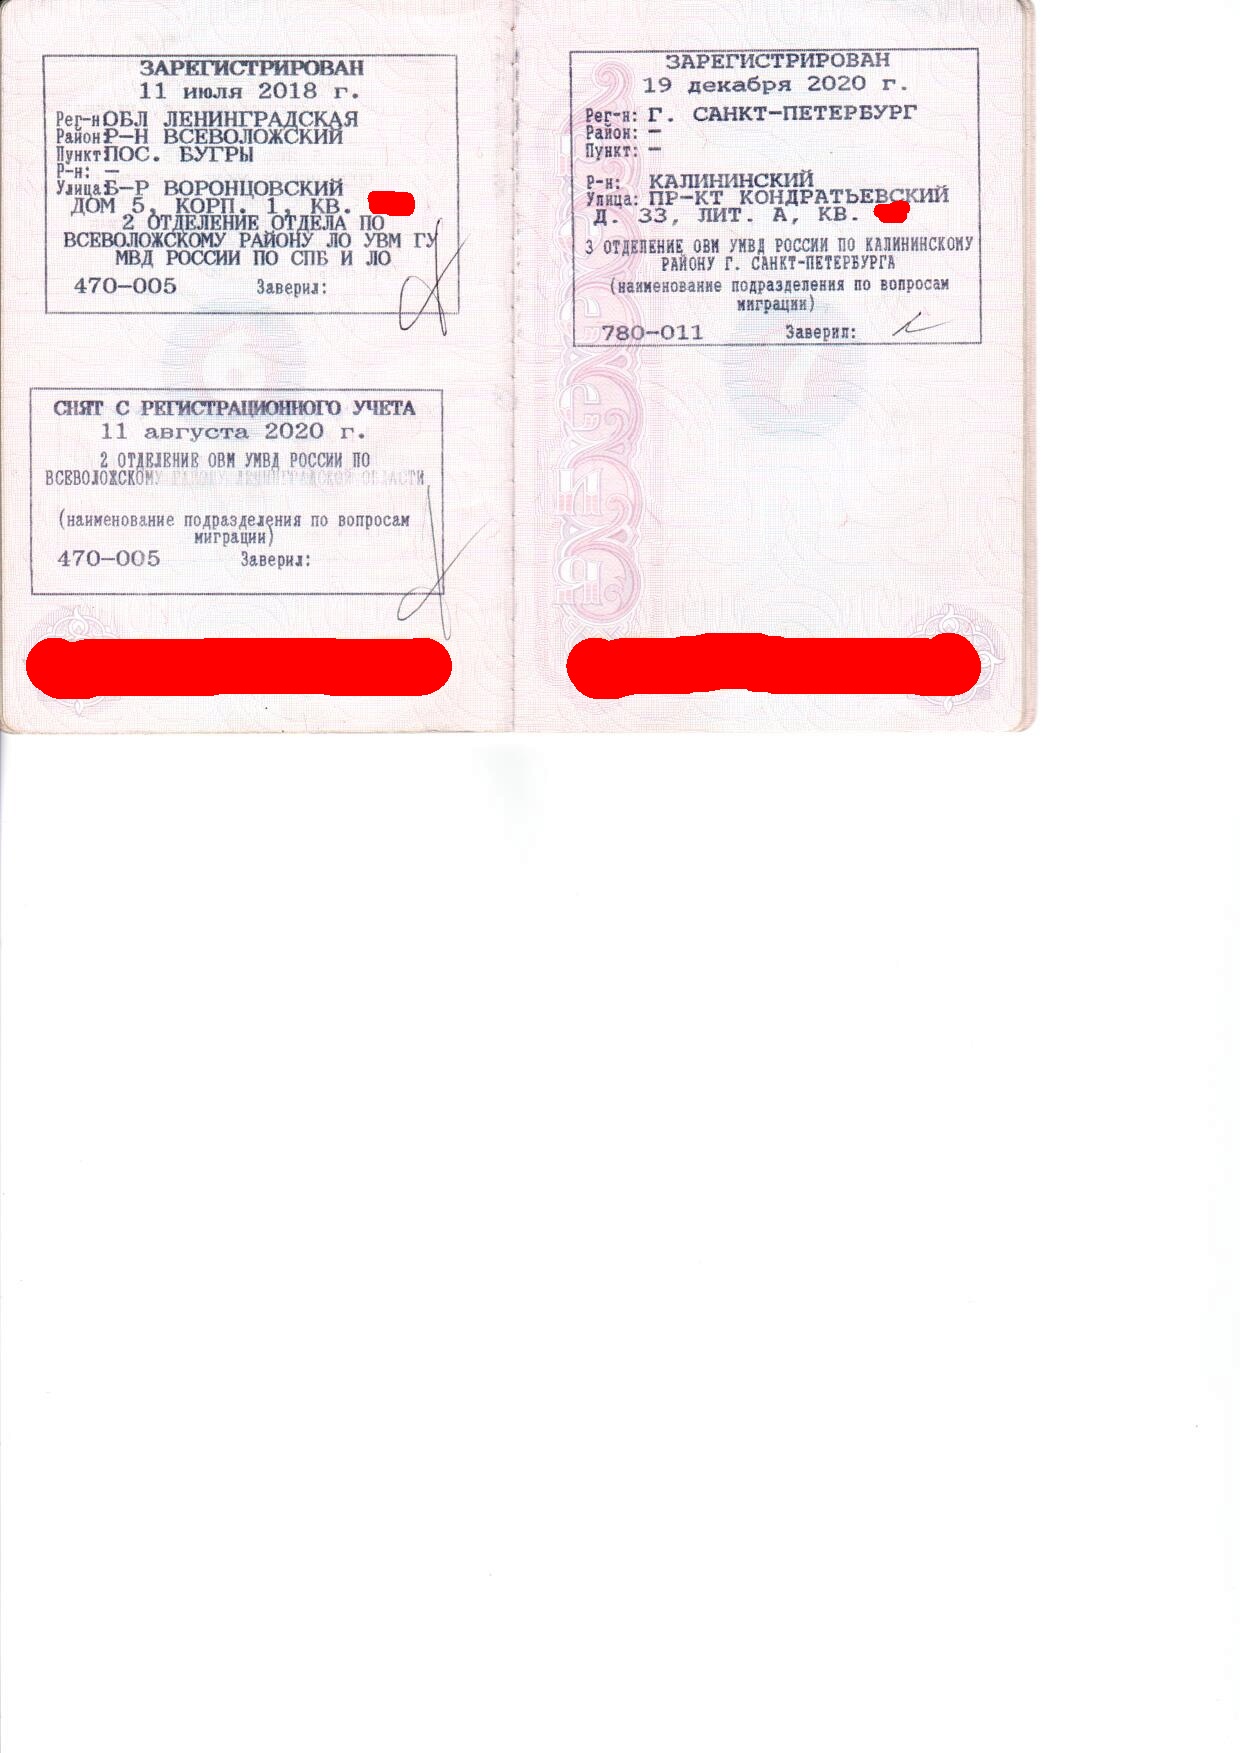 ЗАРЕГИСТРИРОВАН
11 июля 2018 г.
Рег-н ОБЛ ЛЕНИНГРАДСКАЯ
Район Р-Н ВСЕВОЛОЖСКИЙ
Пункт ПОС. БУГРЫ
Р-н: –
Улица Б-Р ВОРОНЦОВСКИЙ
ДОМ 5, КОРП. 1, КВ.
2 ОТДЕЛЕНИЕ ОТДЕЛА ПО
ВСЕВОЛОЖСКОМУ РАЙОНУ ЛО УВМ ГУ
МВД РОССИИ ПО СПБ И ЛО
470-005 Заверил:
СНЯТ С РЕГИСТРАЦИОННОГО УЧЕТА
11 августа 2020 г.
2 ОТДЕЛЕНИЕ ОВМ УМВД РОССИИ ПО
ВСЕВОЛОЖСКОМУ РАЙОНУ ЛЕНИНГРАДСКОЙ ОБЛАСТИ
(наименование подразделения по вопросам
миграции)
470-005 Заверил:
ЗАРЕГИСТРИРОВАН
19 декабря 2020 г.
Рег-н: Г. САНКТ-ПЕТЕРБУРГ
Район: –
Пункт: –
Р-н: КАЛИНИНСКИЙ
Улица: ПР-КТ КОНДРАТЬЕВСКИЙ
Д. 33, ЛИТ. А, КВ.
3 ОТДЕЛЕНИЕ ОВМ УМВД РОССИИ ПО КАЛИНИНСКОМУ
РАЙОНУ Г. САНКТ-ПЕТЕРБУРГА
(наименование подразделения по вопросам
миграции)
780-011 Заверил: